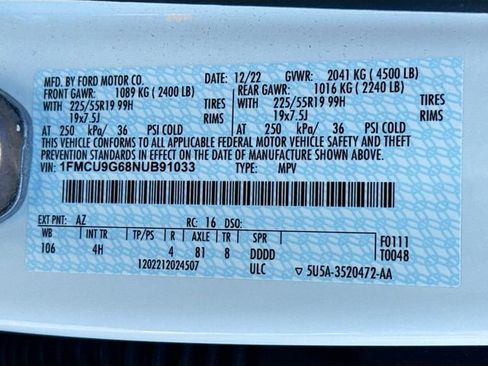 MFD. BY FORD MOTOR CO. 12/22 GVWR: 2041 KG ( 4500 LB)
FRONT GAWR: 1089 KG ( 2400 LB) REAR GAWR: 1016 KG ( 2240 LB)
225/55R19 99H TIRES 225/55R19 99H TIRES
19x7.5J RIMS 19x7.5J RIMS
AT 250 kPa/ 36 PSI COLD AT 250 kPa/ 36 PSI COLD
THIS VEHICLE CONFORMS TO ALL APPLICABLE FEDERAL MOTOR VEHICLE SAFETY AND THEFT
PREVENTION STANDARDS IN EFFECT ON THE DATE OF MANUFACTURE SHOWN ABOVE.
VIN: 1FMCU9G68NUB91033 TYPE: MPV
EXT PNT: AZ RC: 16 DSO:
WB INT TR TP/PS R AXLE TR SPR F0111
106 4H 4 81 8 DDDD T0048
1202212024507 ULC ▽ 5U5A-3520472-AA